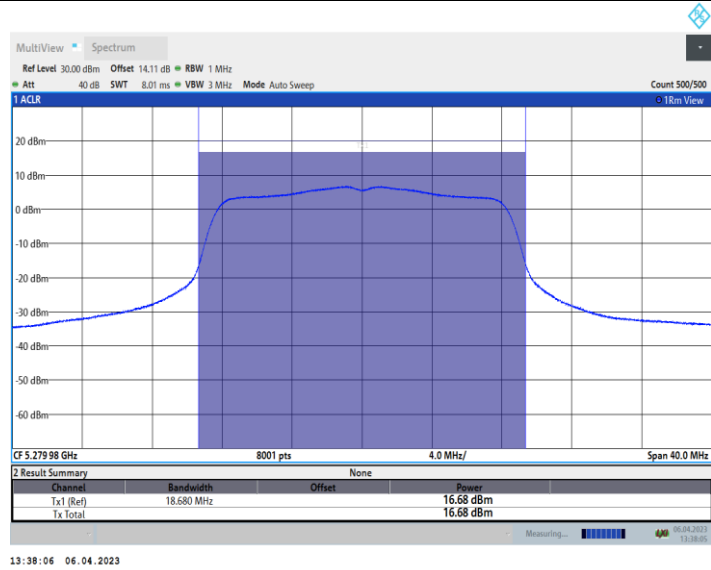 MultiView Spectrum
Ref Level 30.00 dBm Offset 14.11 dB RBW 1 MHz
Att 40 dB SWT 8.01 ms VBW 3 MHz Mode Auto Sweep Count 500/500
1 ACLR 1Rm View
20 dBm
10 dBm
0 dBm
-10 dBm
-20 dBm
-30 dBm
-40 dBm
-50 dBm
-60 dBm
CF 5.279 98 GHz 8001 pts 4.0 MHz/ Span 40.0 MHz
2 Result Summary None
Channel Bandwidth Offset Power
Tx1 (Ref) 18.680 MHz 16.68 dBm
Tx Total 16.68 dBm
Measuring... 06.04.2023
13:38:05
13:38:06 06.04.2023